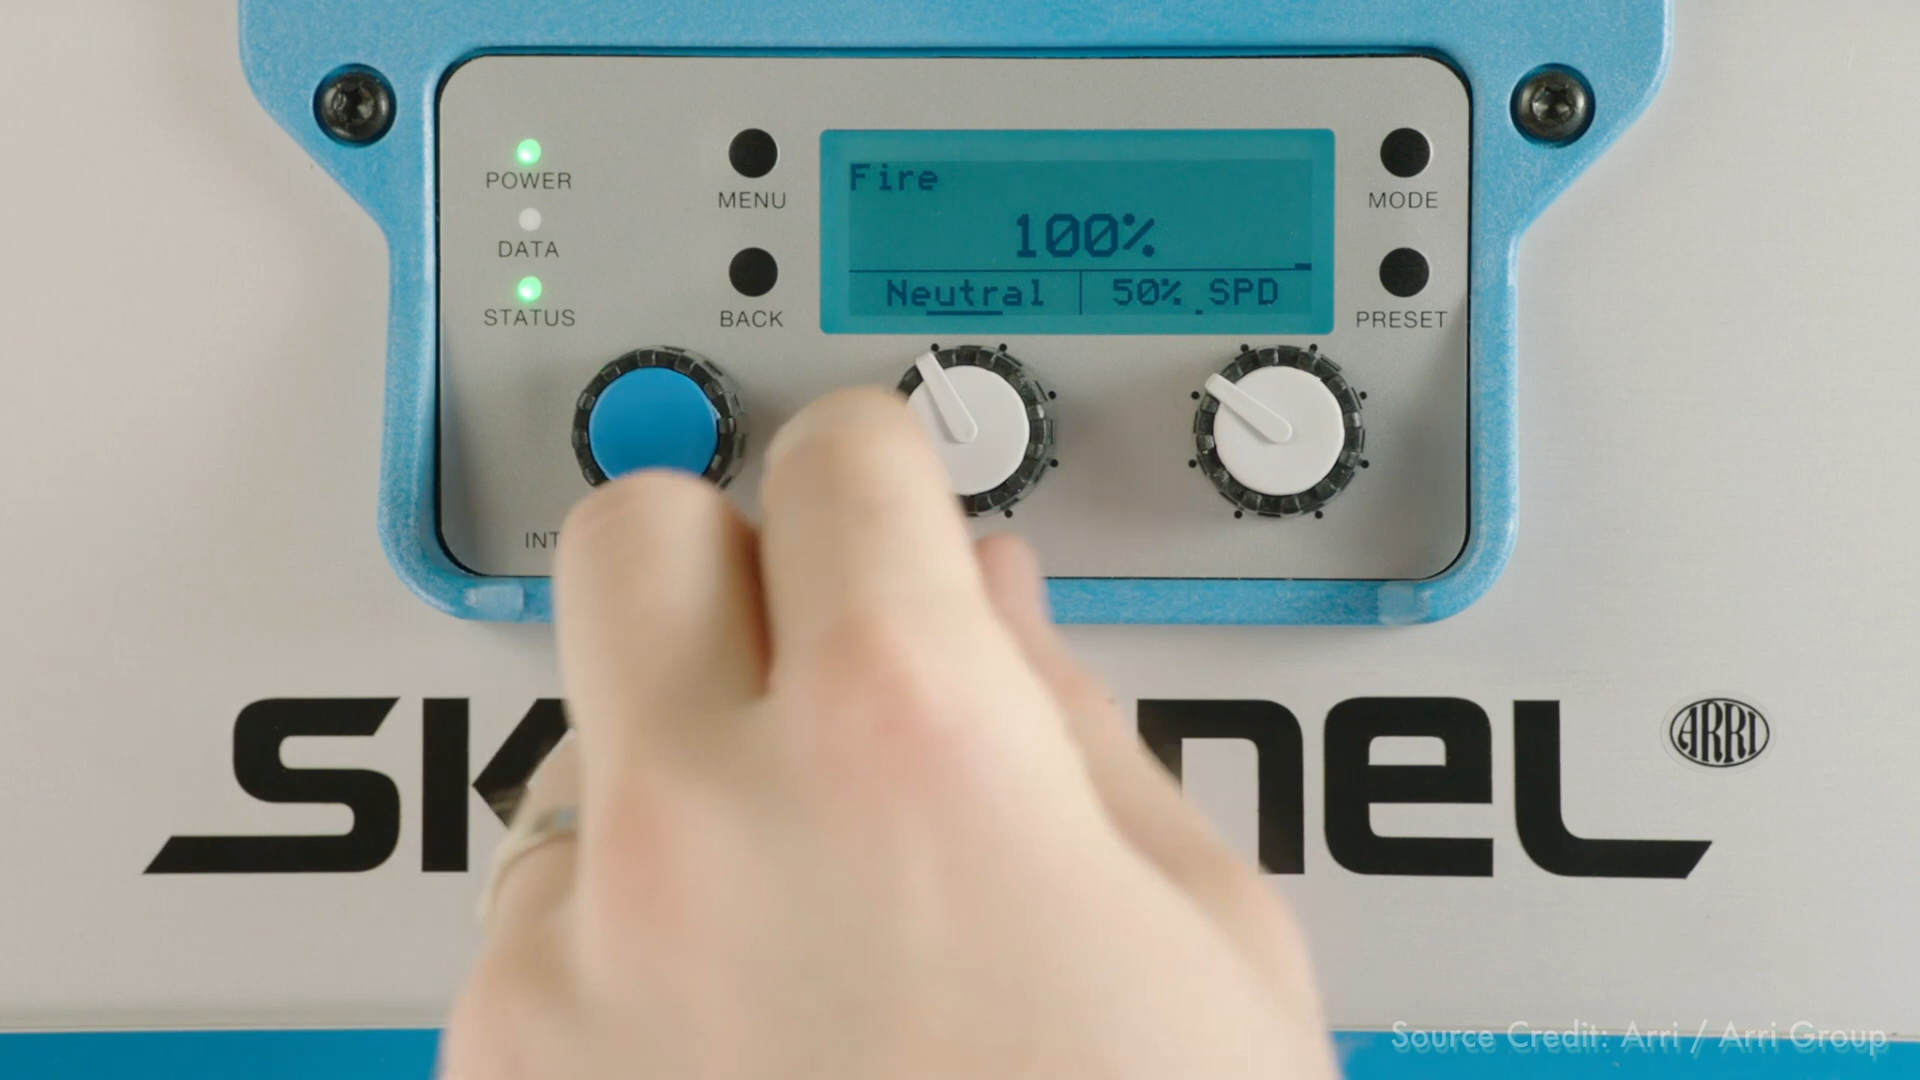 POWER
DATA
STATUS
MENU
BACK
Fire
100%
Neutral
50% SPD
MODE
PRESET
INT
SK
nel
ARRI
Source Credit: Arri / Arri Group